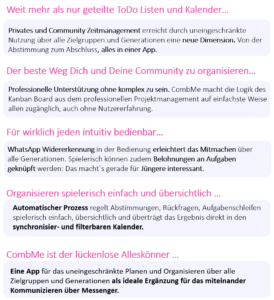 Weit mehr als nur geteilte ToDo Listen und Kalender...
Privates und Community Zeitmanagement erreicht durch uneingeschränkte
Nutzung über alle Zielgruppen und Generationen eine neue Dimension. Von der
Abstimmung zum Abschluss, alles in einer App.
Der beste Weg Dich und Deine Community zu organisieren...
Professionelle Unterstützung ohne komplex zu sein. CombMe macht die Logik des
Kanban Board aus dem professionellen Projektmanagement auf einfachste Weise
allen zugänglich, auch ohne Nutzererfahrung.
Für wirklich jeden intuitiv bedienbar...
WhatsApp Widererkennung in der Bedienung erleichtert das Mitmachen über
alle Generationen. Spielerisch können zudem Belohnungen an Aufgaben
geknüpft werden: Das macht´s gerade für Jüngere interessant.
Organisieren spielerisch einfach und übersichtlich ...
Automatischer Prozess regelt Abstimmungen, Rückfragen, Aufgabenschleifen
spielerisch einfach, übersichtlich und überträgt das Ergebnis direkt in den
synchronisier- und filterbaren Kalender.
CombMe ist der lückenlose Alleskönner ...
Eine App für das uneingeschränkte Planen und Organisieren über alle
Zielgruppen und Generationen als ideale Ergänzung für das miteinander
Kommunizieren über Messenger.